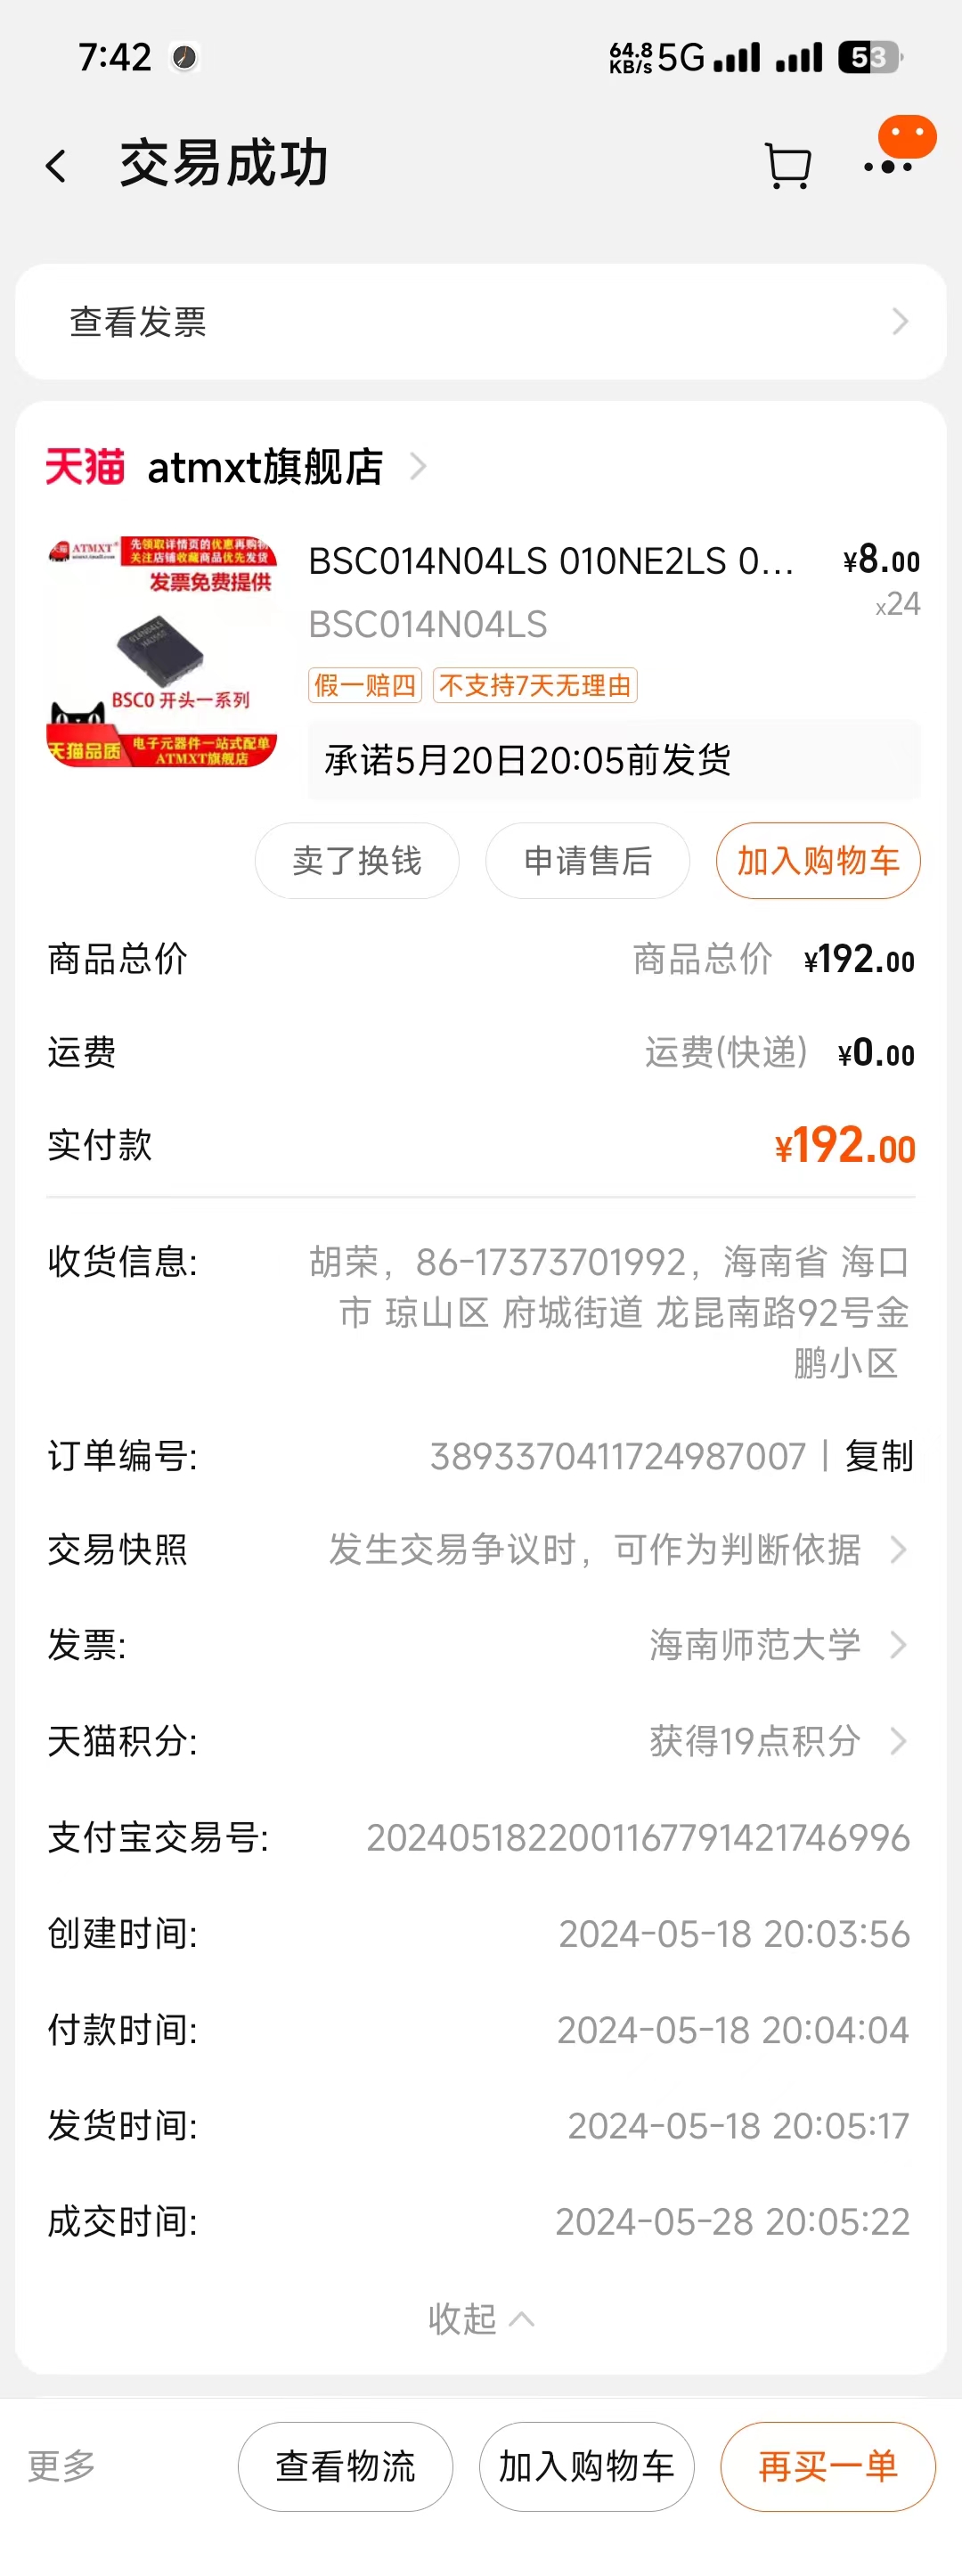 7:42
64.8 KB/s 5G 53
交易成功
查看发票
天猫 atmxt旗舰店
天猫 ATMXT
先领取详情页的优惠再购物
关注店铺收藏商品优先发货
发票免费提供
014N04LS
BSC0 开头一系列
天猫品质
电子元器件一站式配单
ATMXT旗舰店
BSC014N04LS 010NE2LS 0... ¥8.00
BSC014N04LS x24
假一赔四 不支持7天无理由
承诺5月20日20:05前发货
卖了换钱 申请售后 加入购物车
商品总价 商品总价 ¥192.00
运费 运费(快递) ¥0.00
实付款 ¥192.00
收货信息: 胡荣，86-17373701992，海南省 海口
市 琼山区 府城街道 龙昆南路92号金
鹏小区
订单编号: 3893370411724987007 | 复制
交易快照 发生交易争议时，可作为判断依据
发票: 海南师范大学
天猫积分: 获得19点积分
支付宝交易号: 2024051822001167791421746996
创建时间: 2024-05-18 20:03:56
付款时间: 2024-05-18 20:04:04
发货时间: 2024-05-18 20:05:17
成交时间: 2024-05-28 20:05:22
收起
更多 查看物流 加入购物车 再买一单